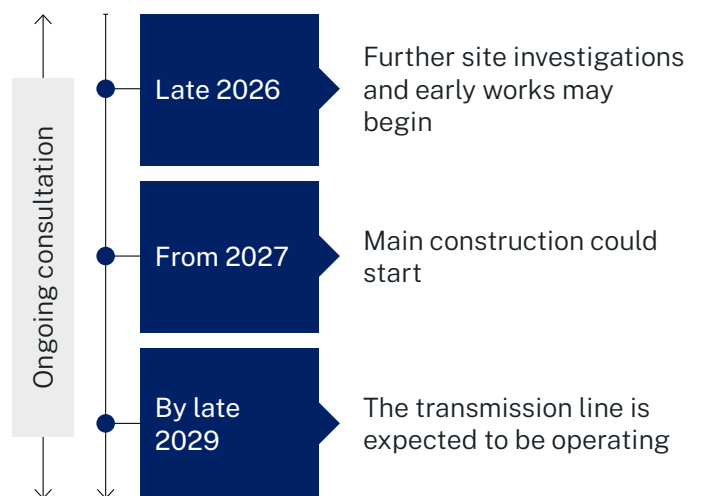 Ongoing consultation
Late 2026
Further site investigations
and early works may
begin
From 2027
Main construction could
start
By late
2029
The transmission line is
expected to be operating